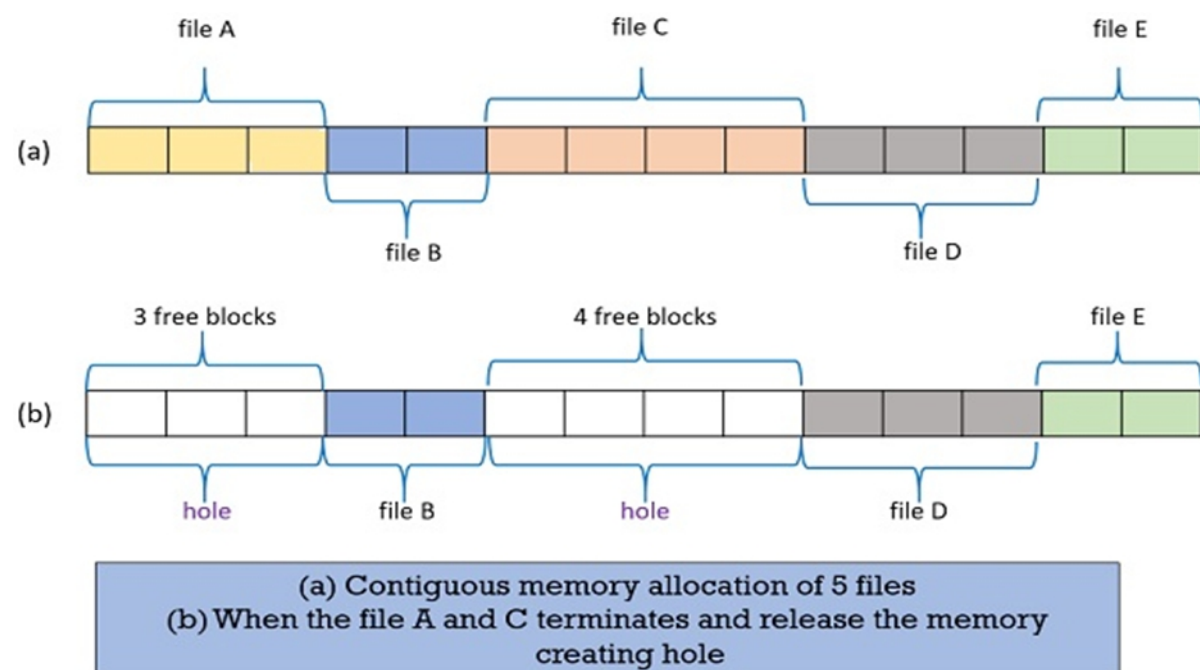 file A
file C
file E
(a)
file B
file D
3 free blocks
4 free blocks
file E
(b)
hole
file B
hole
file D
(a) Contiguous memory allocation of 5 files
(b) When the file A and C terminates and release the memory
creating hole